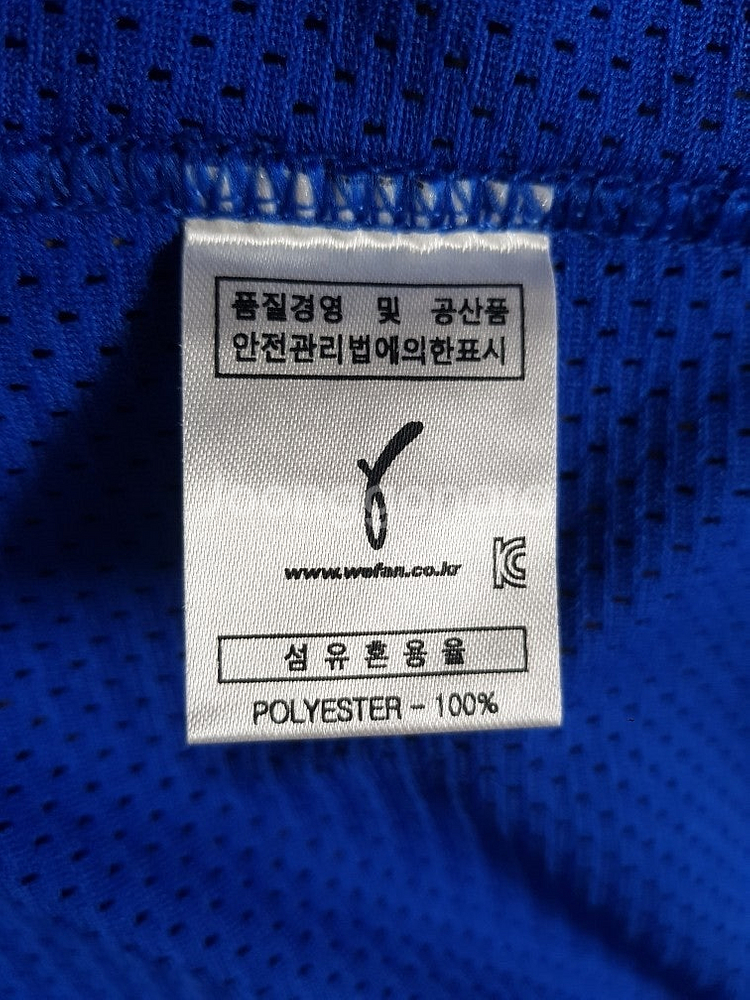 품질경영 및 공산품
안전관리법에의한표시
www.wefan.co.kr
KC
섬유혼용율
POLYESTER - 100%